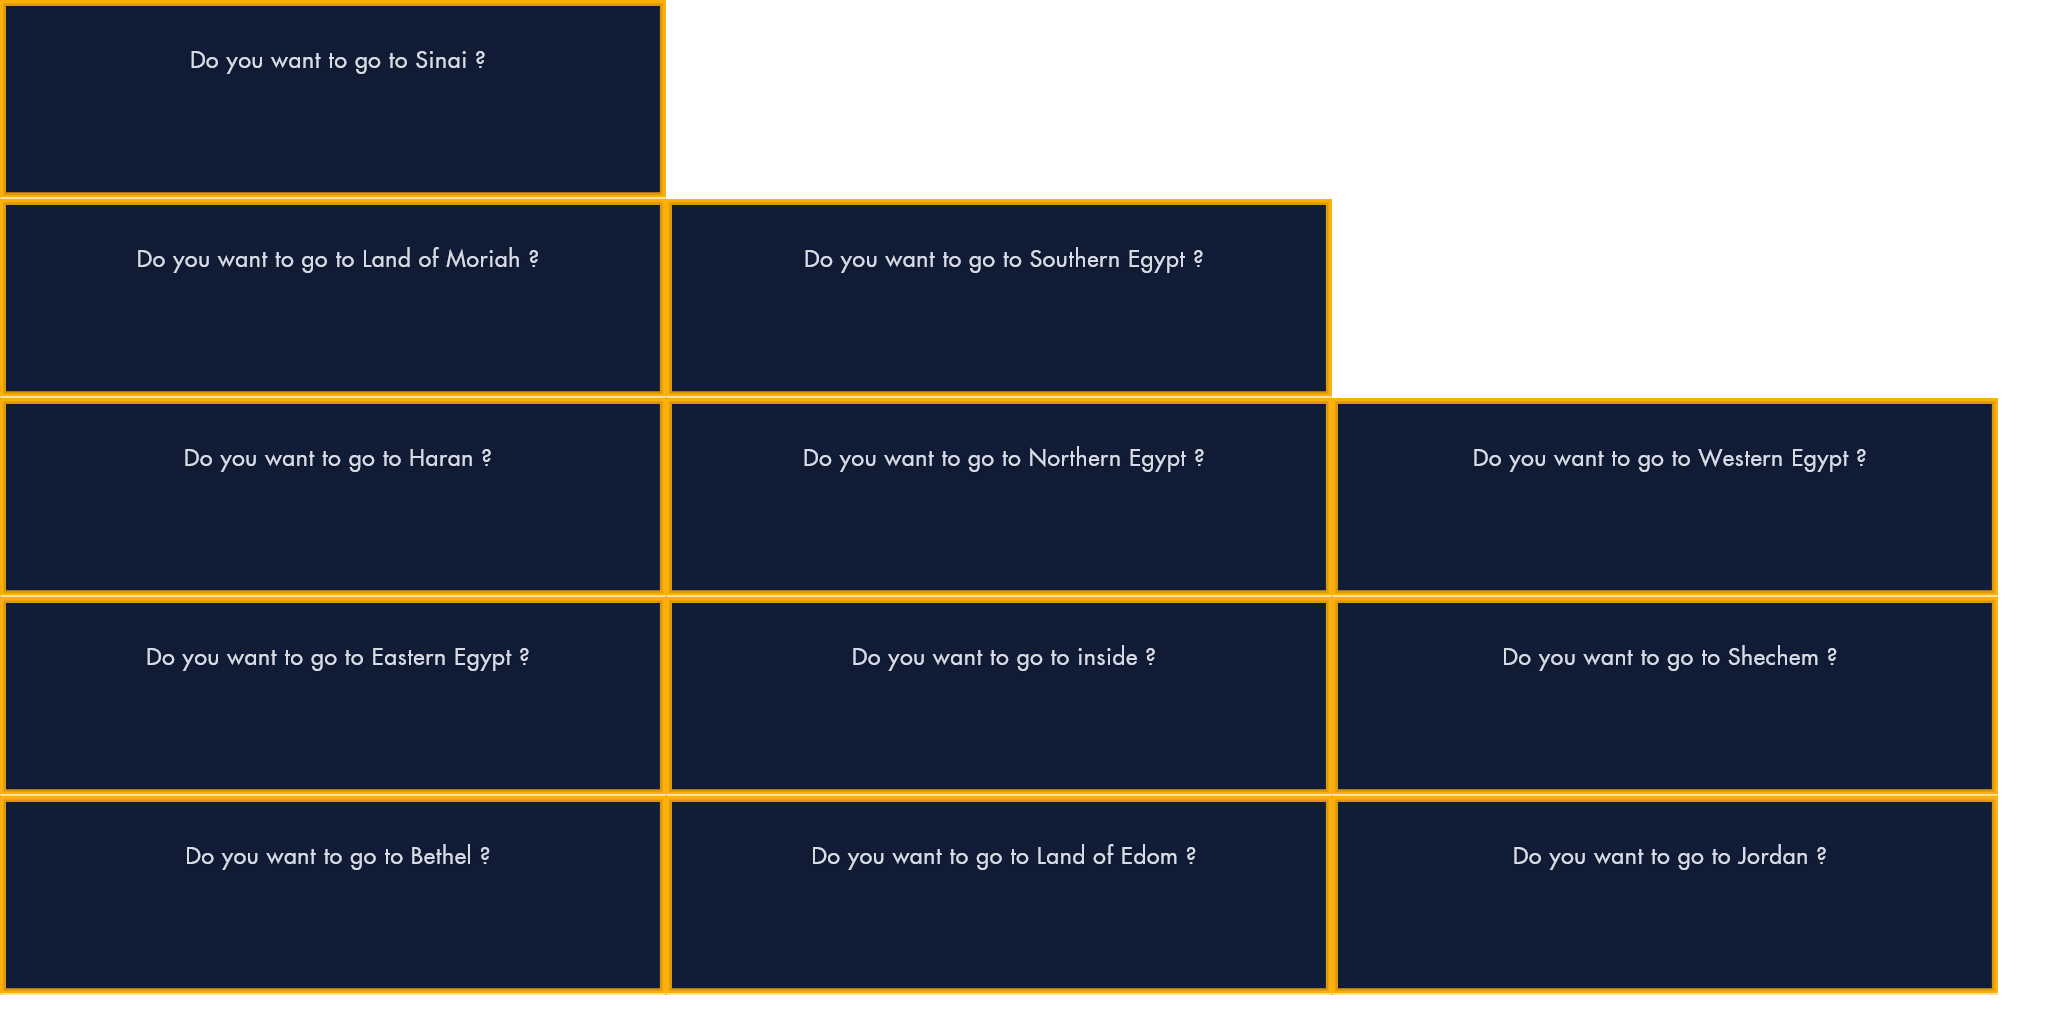 Do you want to go to Sinai ?
Do you want to go to Land of Moriah ?
Do you want to go to Southern Egypt ?
Do you want to go to Haran ?
Do you want to go to Northern Egypt ?
Do you want to go to Western Egypt ?
Do you want to go to Eastern Egypt ?
Do you want to go to inside ?
Do you want to go to Shechem ?
Do you want to go to Bethel ?
Do you want to go to Land of Edom ?
Do you want to go to Jordan ?